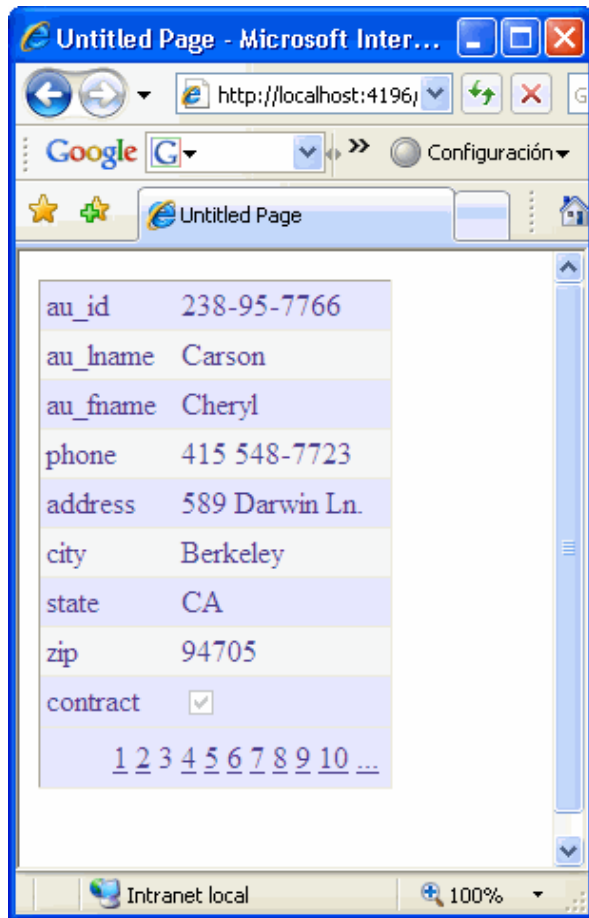 Untitled Page - Microsoft Inter...
http://localhost:4196/
G
Google G
» Configuración
Untitled Page
au_id 238-95-7766
au_lname Carson
au_fname Cheryl
phone 415 548-7723
address 589 Darwin Ln.
city Berkeley
state CA
zip 94705
contract
1 2 3 4 5 6 7 8 9 10 ...
Intranet local 100%